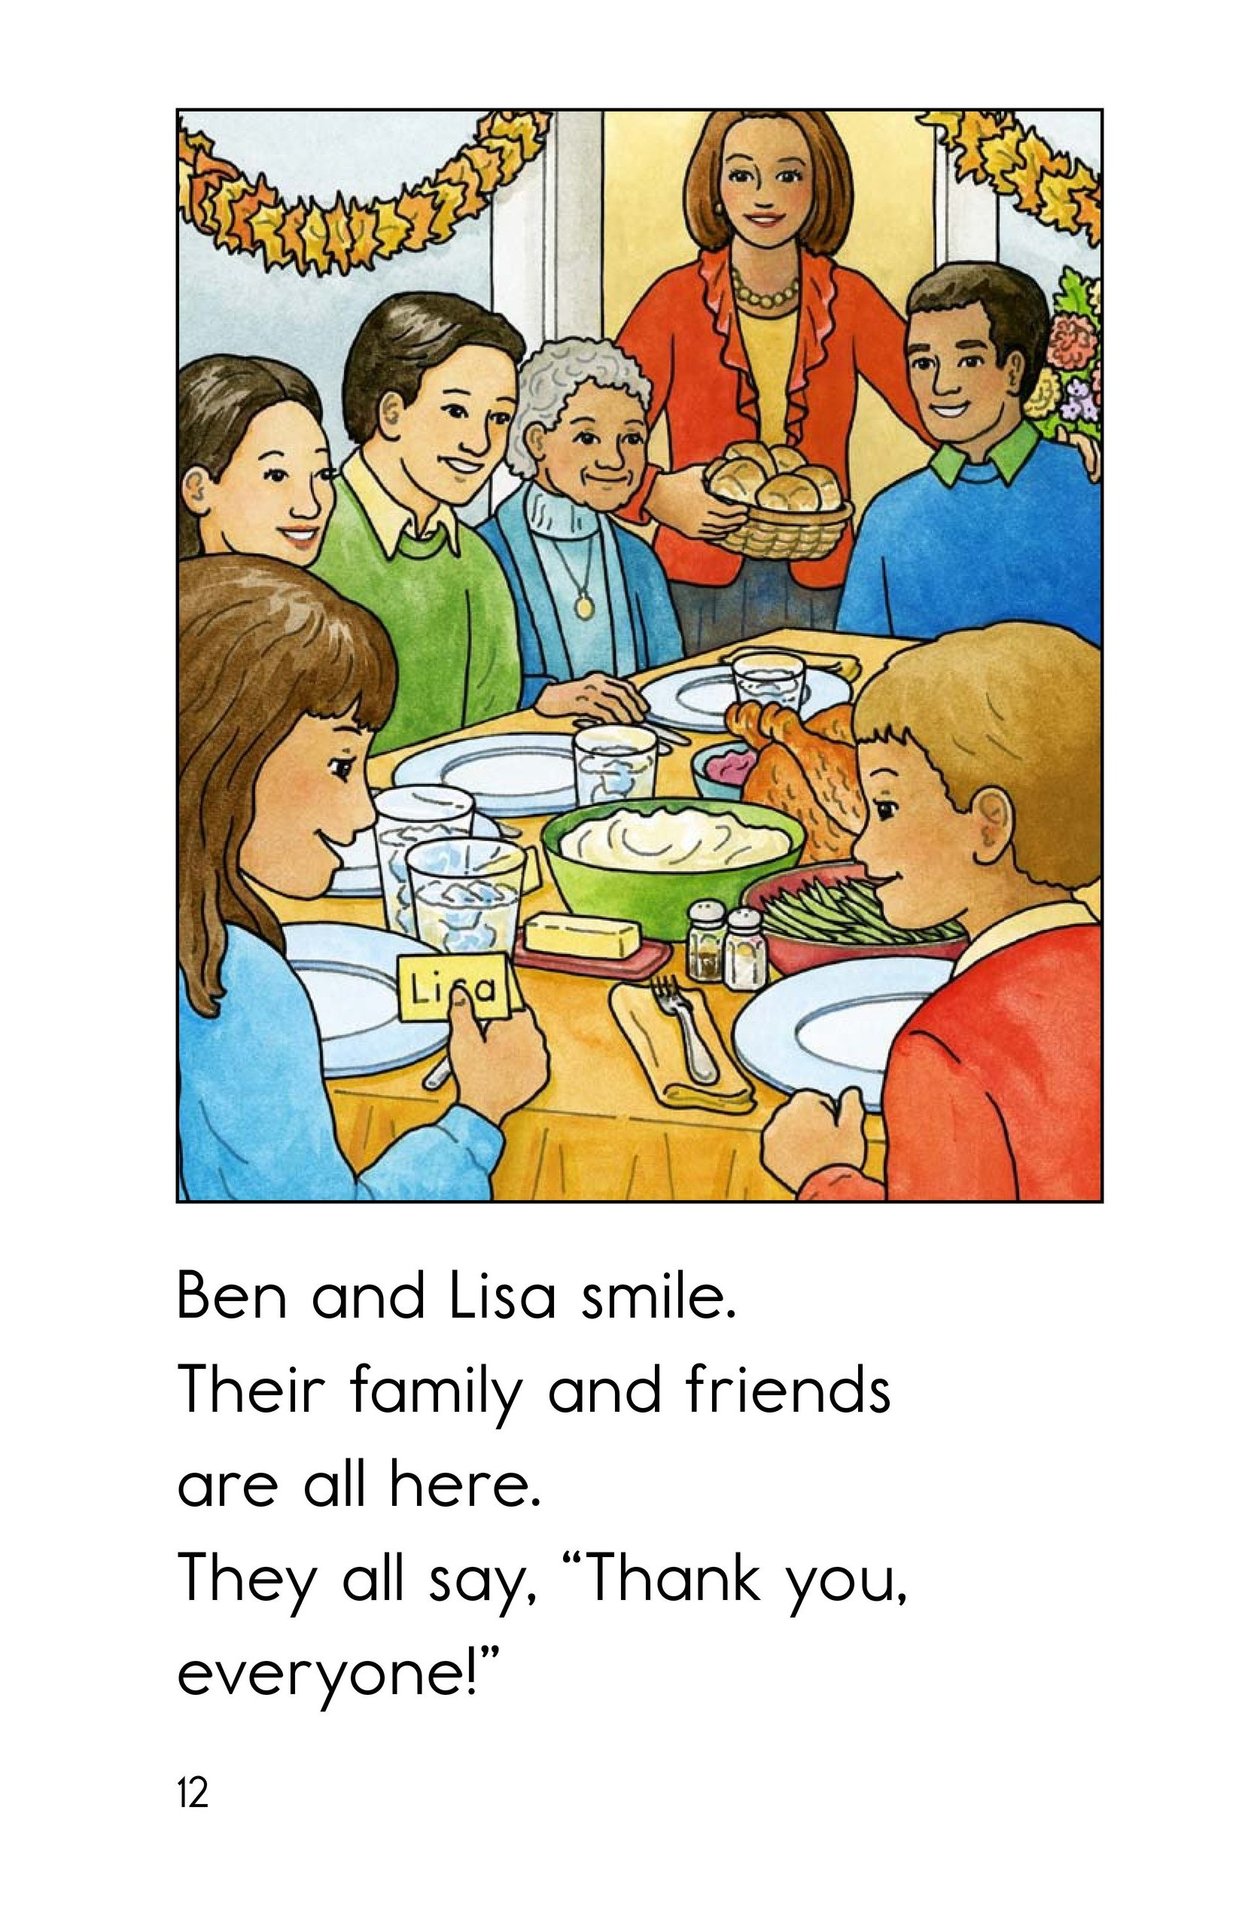 Lisa
Ben and Lisa smile.
Their family and friends
are all here.
They all say, “Thank you,
everyone!”
12